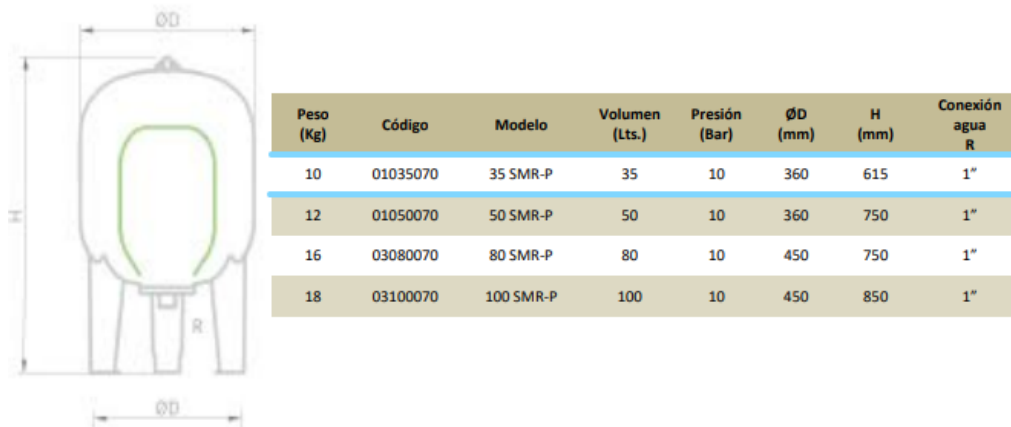 ØD
H
R
ØD
Peso (Kg) Código Modelo Volumen (Lts.) Presión (Bar) ØD (mm) H (mm) Conexión agua R
10 01035070 35 SMR-P 35 10 360 615 1”
12 01050070 50 SMR-P 50 10 360 750 1”
16 03080070 80 SMR-P 80 10 450 750 1”
18 03100070 100 SMR-P 100 10 450 850 1”